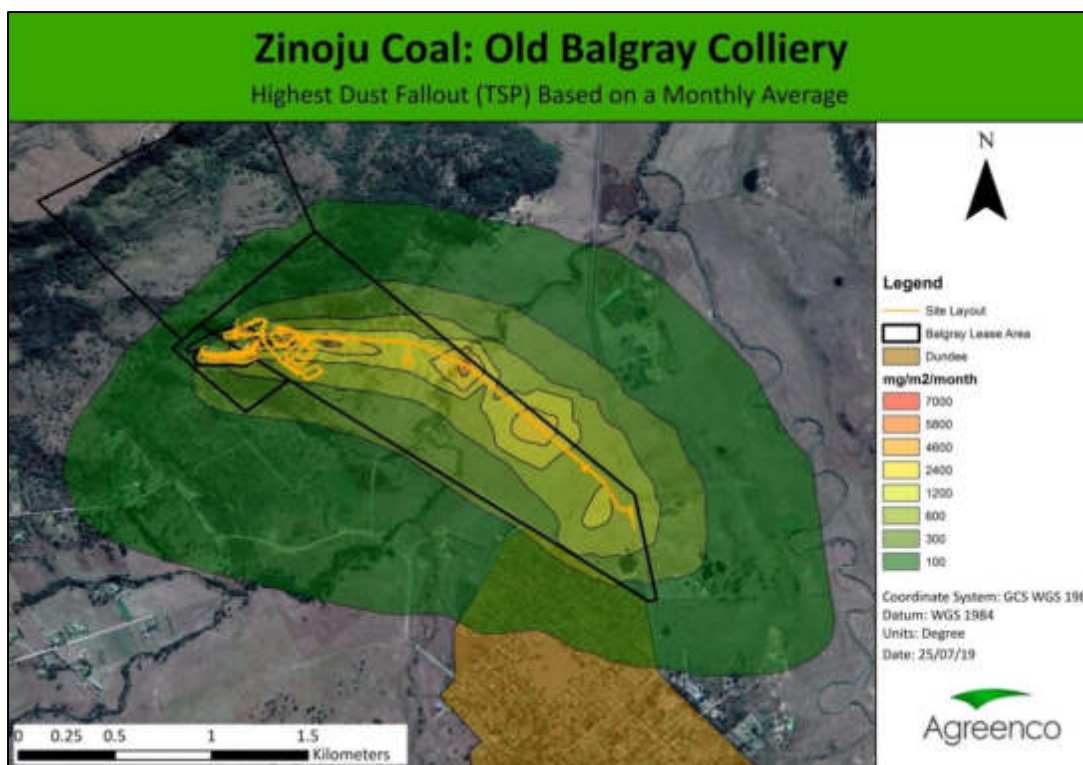 Zinoju Coal: Old Balgray Colliery
Highest Dust Fallout (TSP) Based on a Monthly Average
N
Legend
Site Layout
Balgray Lease Area
Dundee
mg/m2/month
7000
5800
4600
2400
1200
600
300
100
Coordinate System: GCS WGS 198
Datum: WGS 1984
Units: Degree
Date: 25/07/19
Agreenco
0 0.25 0.5 1 1.5
Kilometers